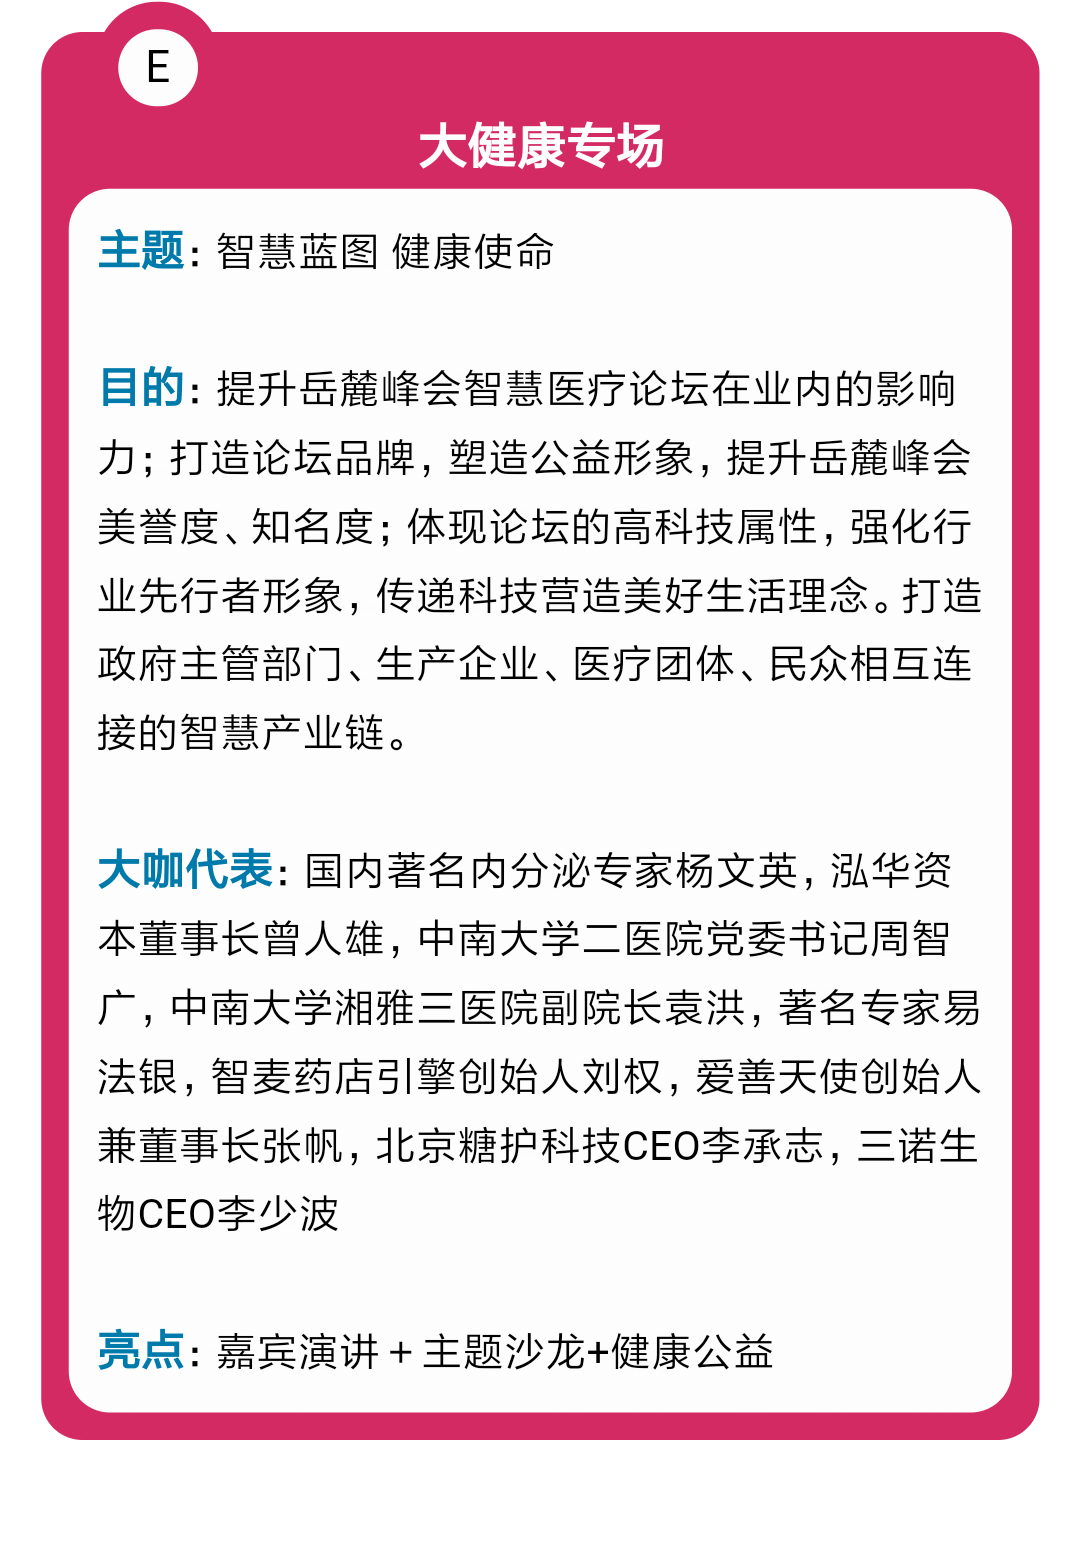 E
大健康专场
主题：智慧蓝图 健康使命
目的：提升岳麓峰会智慧医疗论坛在业内的影响
力；打造论坛品牌，塑造公益形象，提升岳麓峰会
美誉度、知名度；体现论坛的高科技属性，强化行
业先行者形象，传递科技营造美好生活理念。打造
政府主管部门、生产企业、医疗团体、民众相互连
接的智慧产业链。
大咖代表：国内著名内分泌专家杨文英，泓华资
本董事长曾人雄，中南大学二医院党委书记周智
广，中南大学湘雅三医院副院长袁洪，著名专家易
法银，智麦药店引擎创始人刘权，爱善天使创始人
兼董事长张帆，北京糖护科技CEO李承志，三诺生
物CEO李少波
亮点：嘉宾演讲＋主题沙龙+健康公益